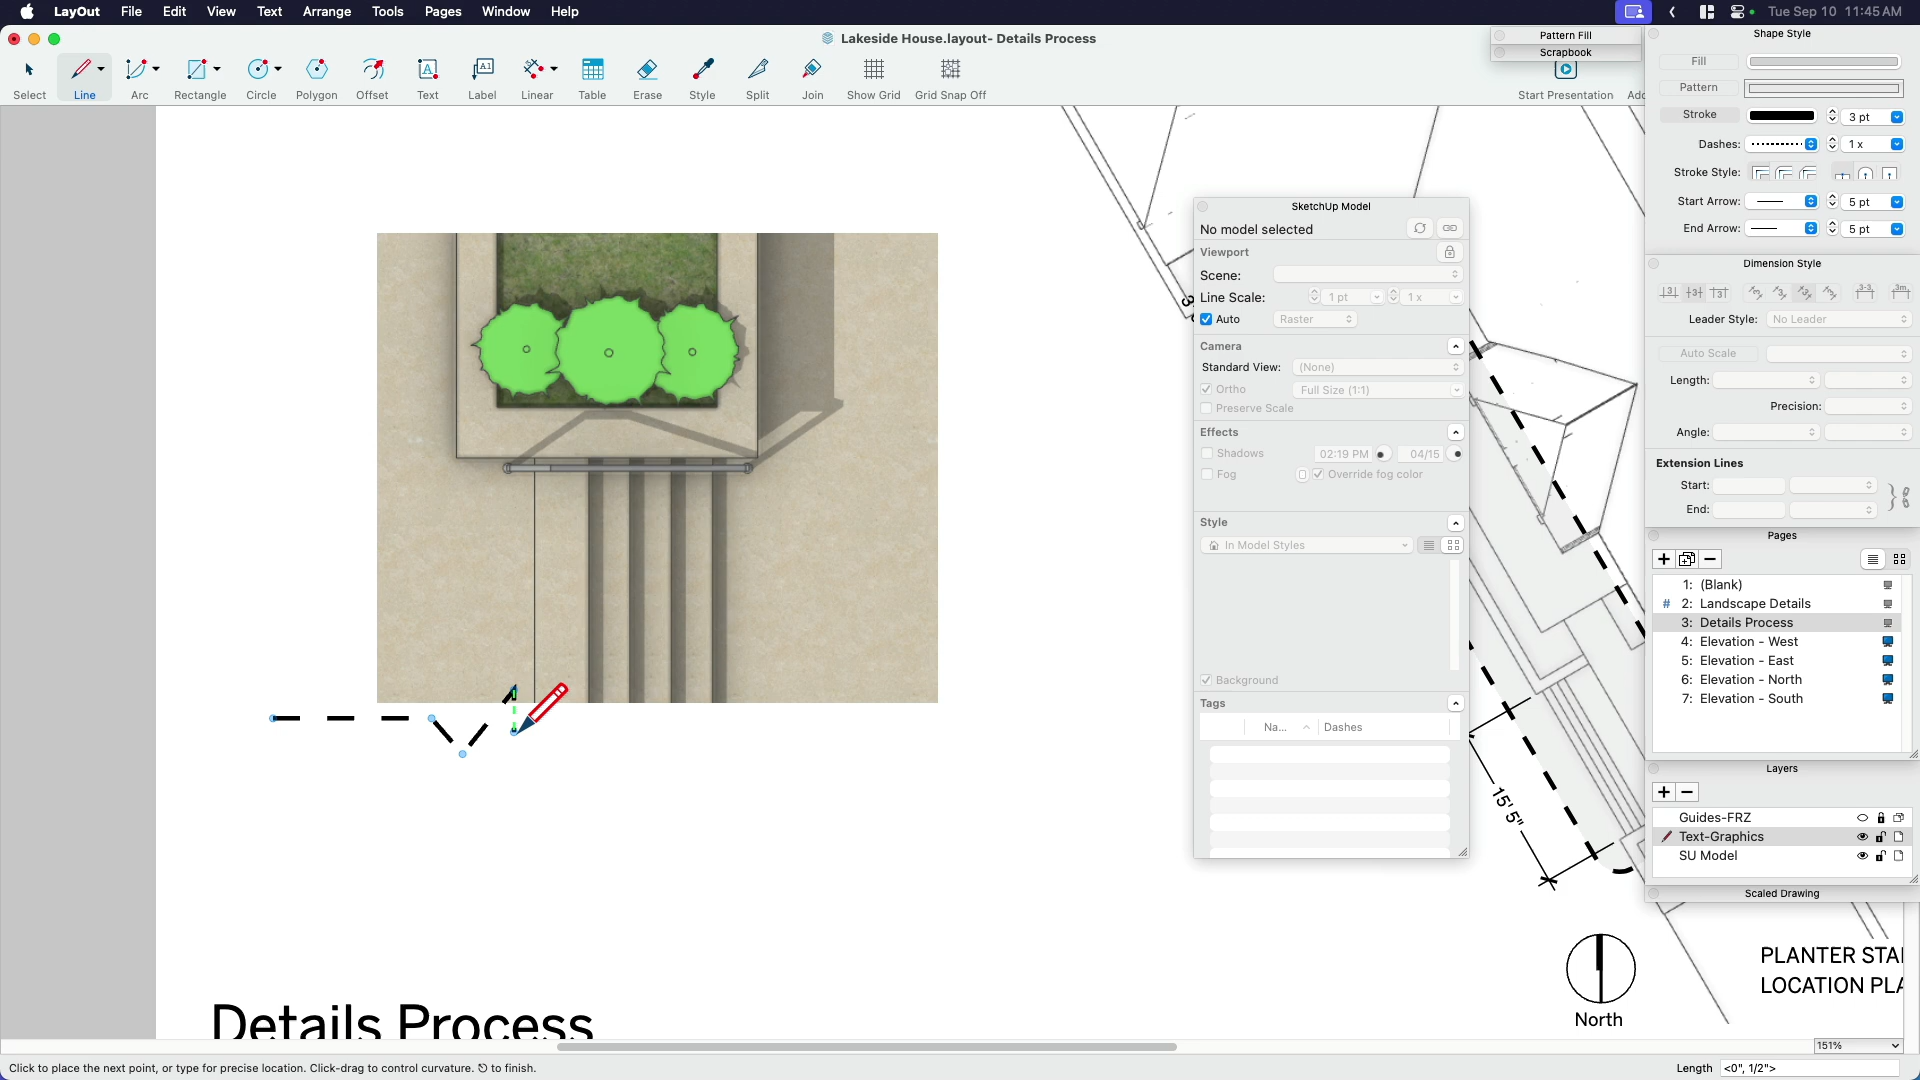 LayOut File Edit View Text Arrange Tools Pages Window Help
Tue Sep 10 11:45 AM
Lakeside House.layout- Details Process
Pattern Fill
Scrapbook
Select Line Arc Rectangle Circle Polygon Offset Text Label Linear Table Erase Style Split Join Show Grid Grid Snap Off
Start Presentation
SketchUp Model
No model selected
Viewport
Scene:
Line Scale: 1 pt 1 x
Auto Raster
Camera
Standard View: (None)
Ortho Full Size (1:1)
Preserve Scale
Effects
Shadows 02:19 PM 04/15
Fog Override fog color
Style
In Model Styles
Background
Tags
Na... Dashes
Shape Style
Fill
Pattern
Stroke 3 pt
Dashes: 1 x
Stroke Style:
Start Arrow: 5 pt
End Arrow: 5 pt
Dimension Style
Leader Style: No Leader
Auto Scale
Length:
Precision:
Angle:
Extension Lines
Start:
End:
Pages
1: (Blank)
# 2: Landscape Details
3: Details Process
4: Elevation - West
5: Elevation - East
6: Elevation - North
7: Elevation - South
Layers
Guides-FRZ
Text-Graphics
SU Model
Scaled Drawing
15' 5"
North
PLANTER STAI
LOCATION PLA
Details Process
151%
Click to place the next point, or type for precise location. Click-drag to control curvature. to finish.
Length <0", 1/2">